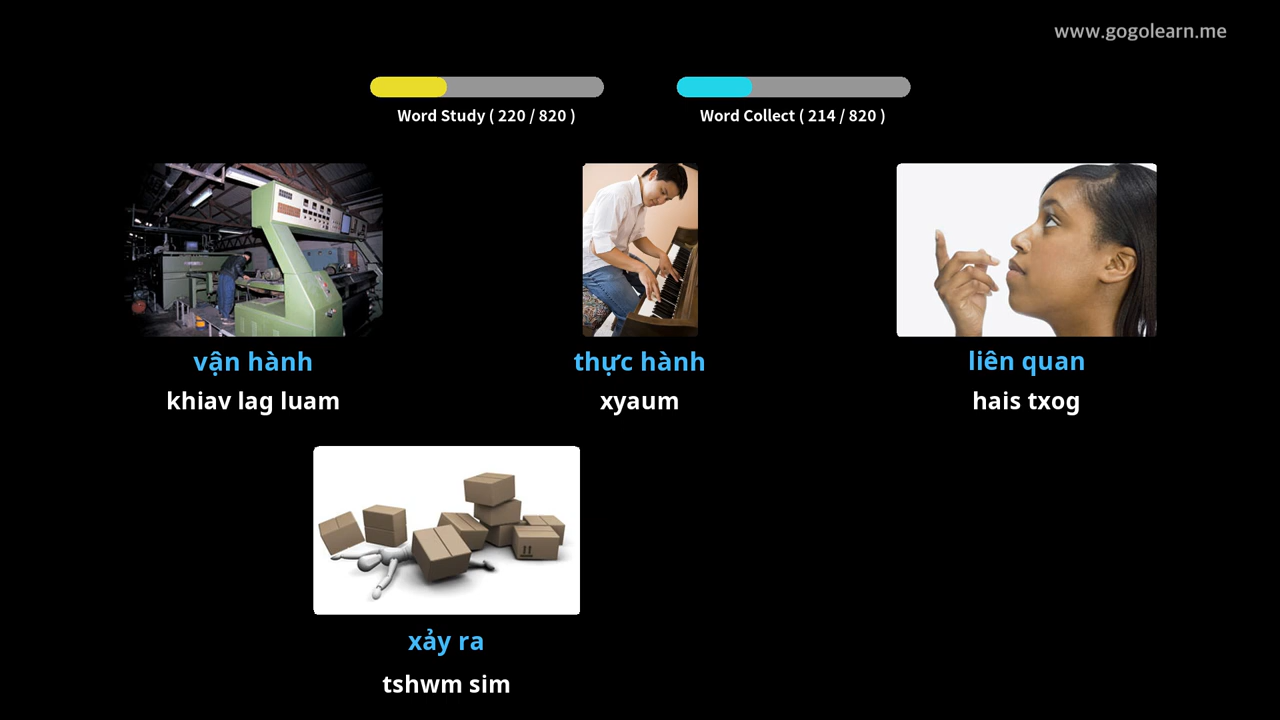 www.gogolearn.me
Word Study ( 220 / 820 )
Word Collect ( 214 / 820 )
vận hành
khiav lag luam
thực hành
xyaum
liên quan
hais txog
xảy ra
tshwm sim